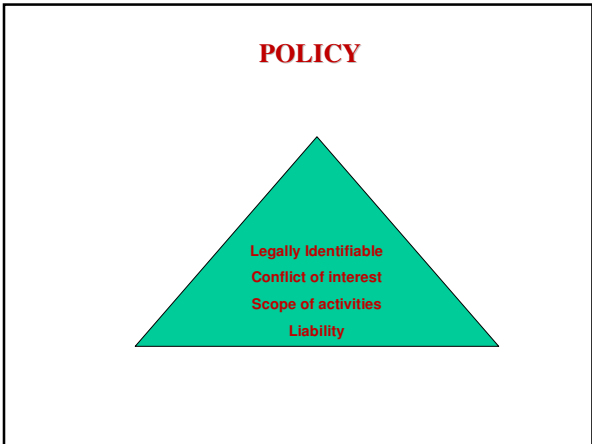 POLICY
Legally Identifiable
Conflict of interest
Scope of activities
Liability